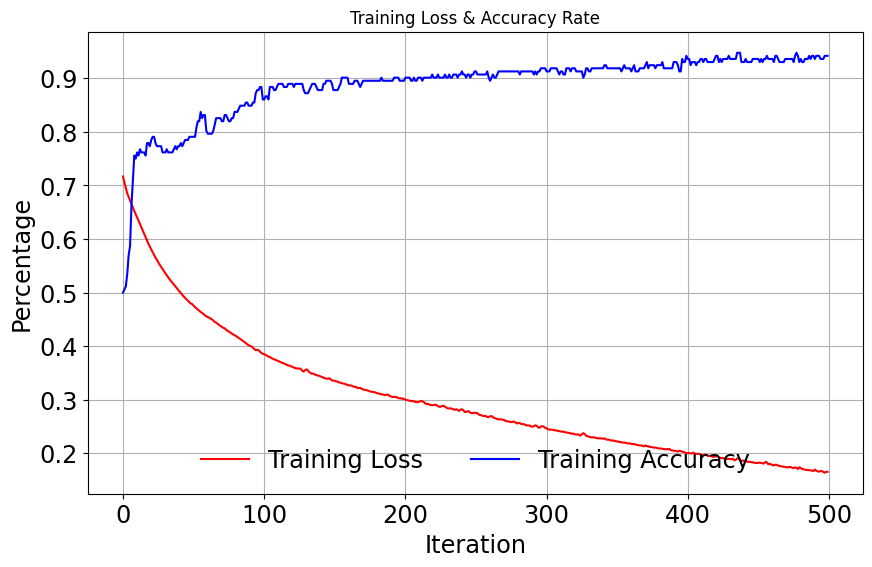 Training Loss & Accuracy Rate
0.9
0.8
0.7
0.6
0.5
0.4
0.3
0.2
Percentage
Training Loss Training Accuracy
0 100 200 300 400 500
Iteration